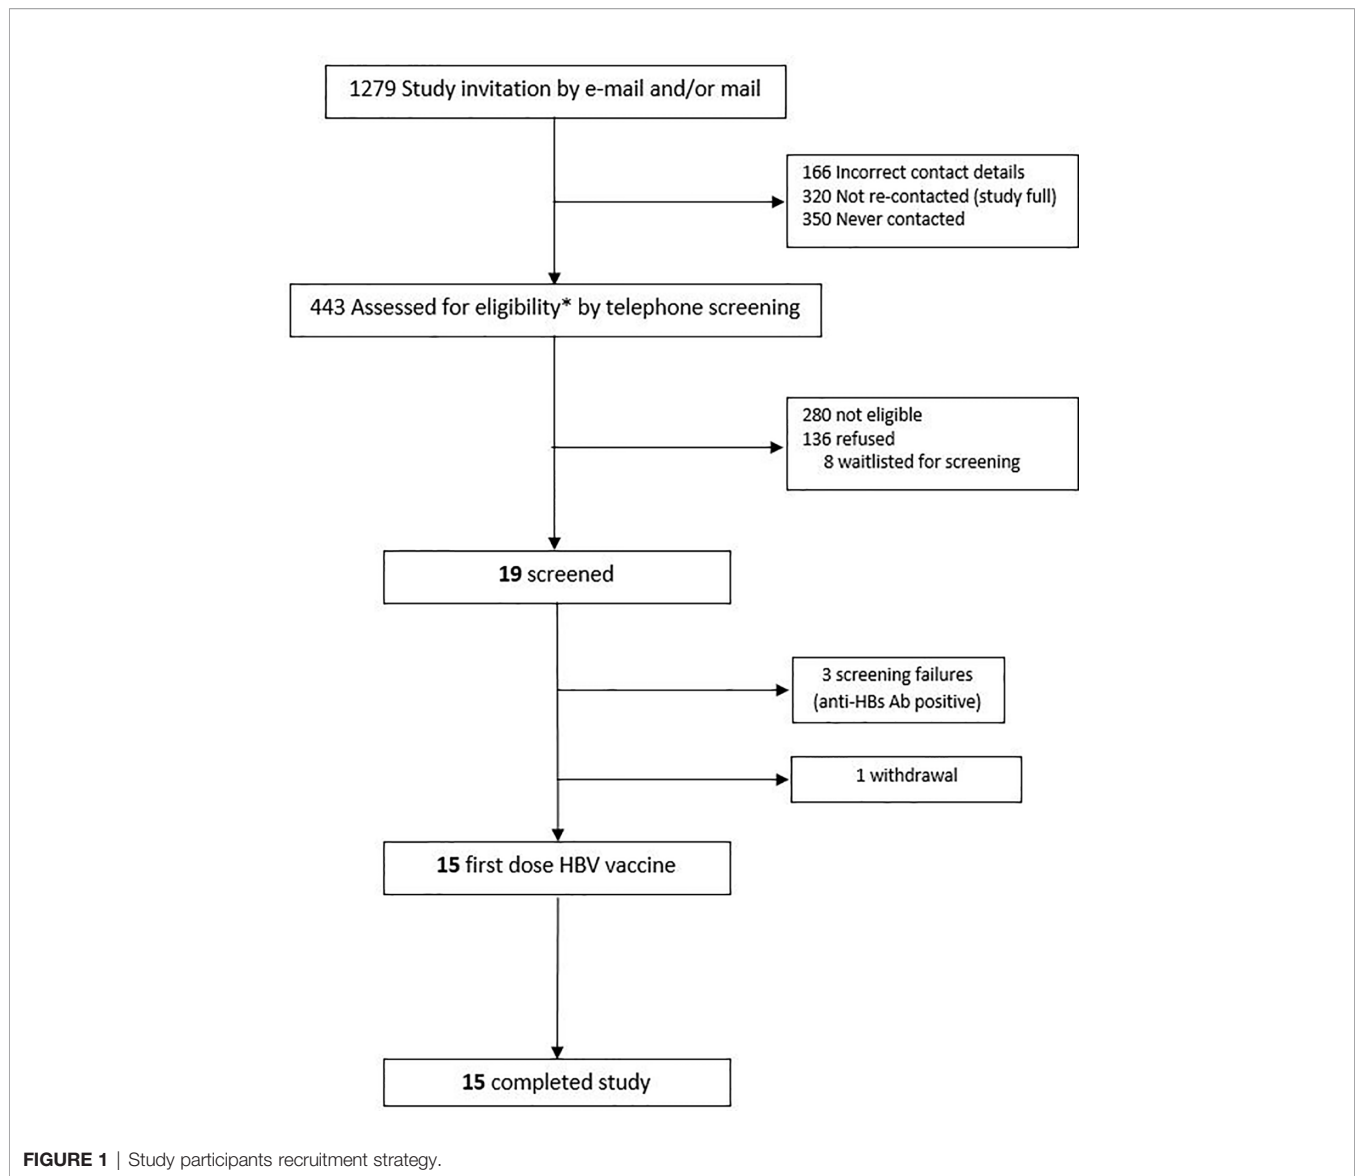 1279 Study invitation by e-mail and/or mail
166 Incorrect contact details
320 Not re-contacted (study full)
350 Never contacted
443 Assessed for eligibility* by telephone screening
280 not eligible
136 refused
8 waitlisted for screening
19 screened
3 screening failures
(anti-HBs Ab positive)
1 withdrawal
15 first dose HBV vaccine
15 completed study
FIGURE 1 | Study participants recruitment strategy.